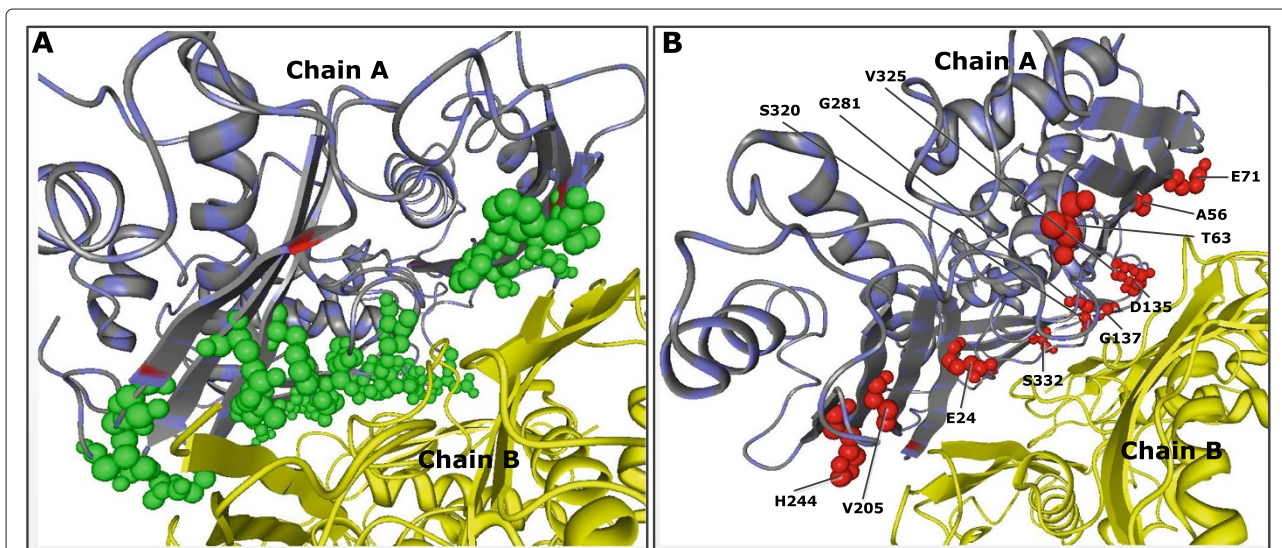 A
Chain A
Chain B
B
Chain A
V325
G281
S320
E71
A56
T63
D135
G137
S332
E24
Chain B
H244
V205